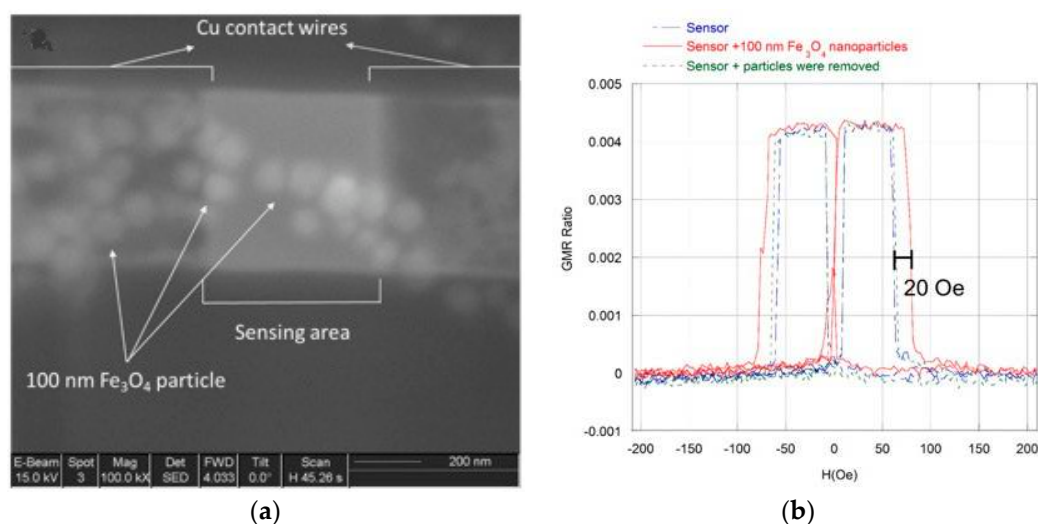 Cu contact wires
Sensing area
100 nm Fe₃O₄ particle
E-Beam Spot Mag Det FWD Tilt Scan
15.0 kV 3 100.0 kX SED 4.033 0.0° H 45.26 s
200 nm
(a)
Sensor
Sensor +100 nm Fe₃O₄ nanoparticles
Sensor + particles were removed
0.005
0.004
0.003
0.002
0.001
0
-0.001
GMR Ratio
20 Oe
-200 -150 -100 -50 0 50 100 150 200
H(Oe)
(b)